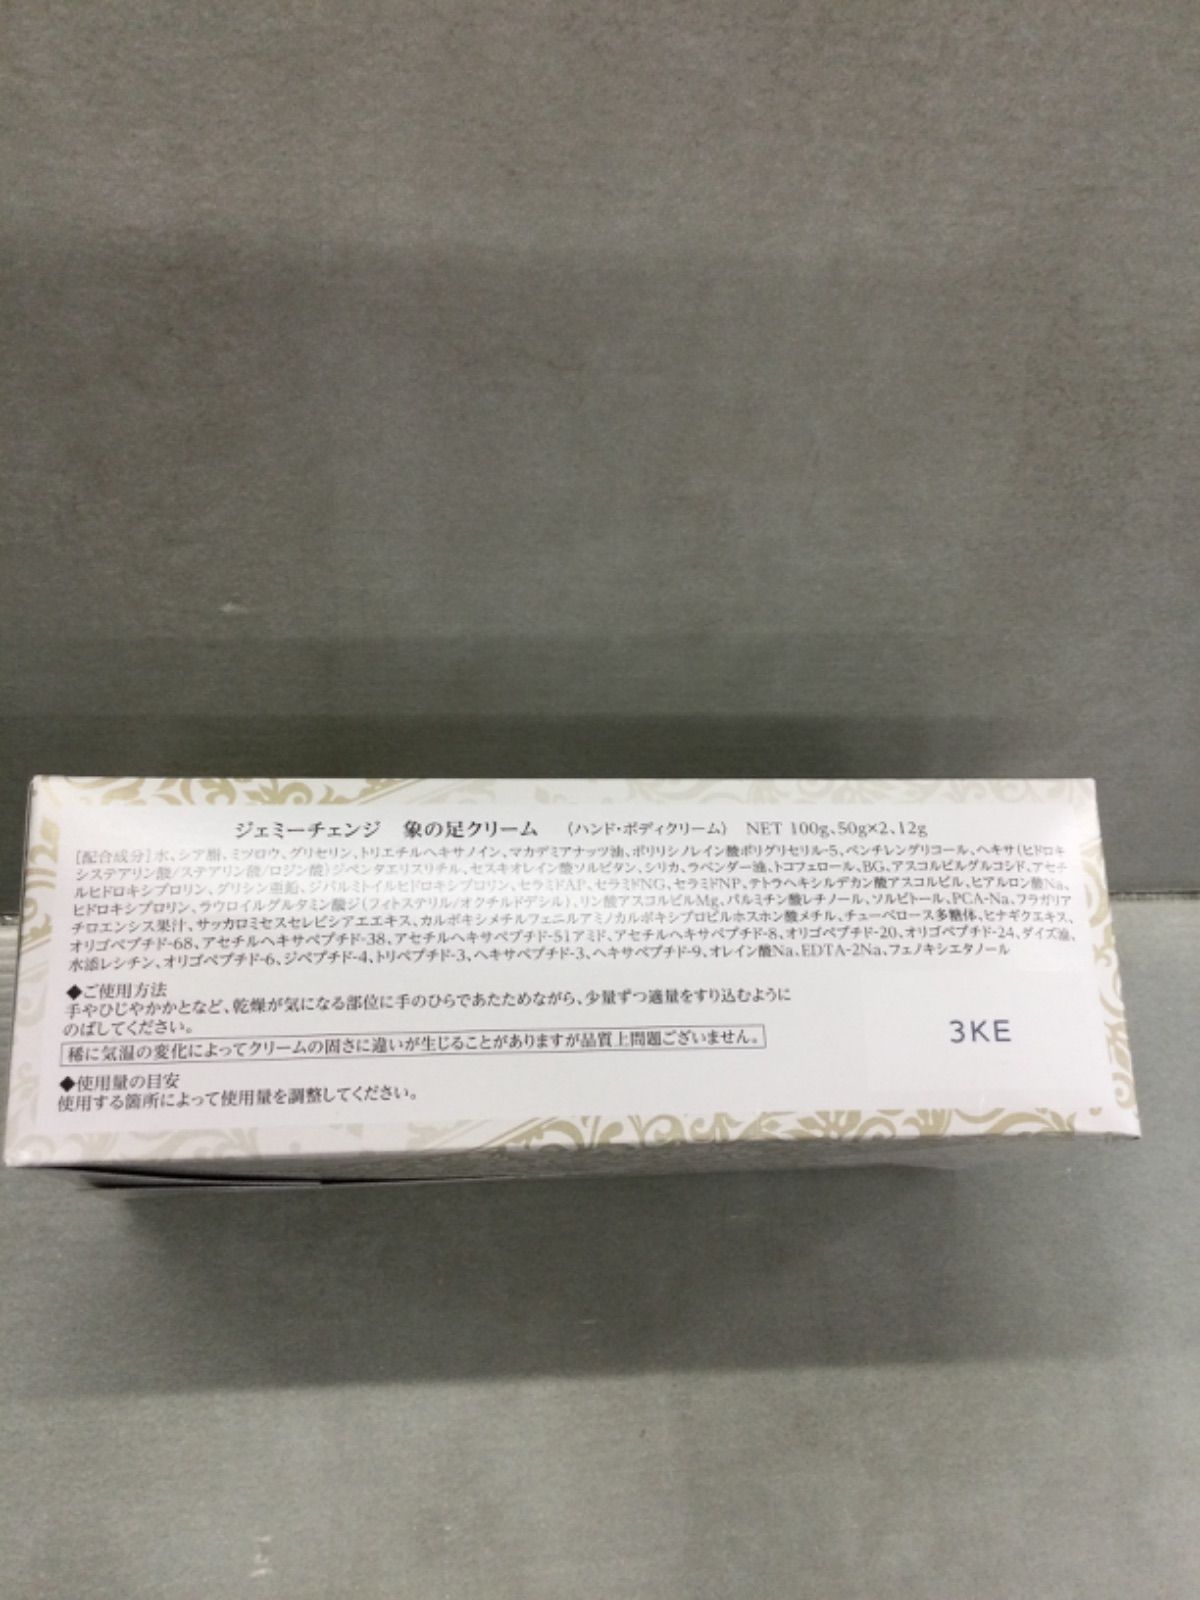 ジェミーチェンジ 象の足クリーム 〈ハンド・ボディクリーム〉 NET 100g、50g×2、12g
［配合成分］水、シア脂、ミツロウ、グリセリン、トリエチルヘキサノイン、マカデミアナッツ油、ポリリシノレイン酸ポリグリセリル-5、ペンチレングリコール、ヘキサ（ヒドロキ
システアリン酸/ステアリン酸/ロジン酸）ジペンタエリスリチル、セスキオレイン酸ソルビタン、シリカ、ラベンダー油、トコフェロール、BG、アスコルビルグルコシド、アセチ
ルヒドロキシプロリン、グリシン亜鉛、ジパルミトイルヒドロキシプロリン、セラミドAP、セラミドNG、セラミドNP、テトラヘキシルデカン酸アスコルビル、ヒアルロン酸Na、
ヒドロキシプロリン、ラウロイルグルタミン酸ジ（フィトステリル/オクチルドデシル）、リン酸アスコルビルMg、パルミチン酸レチノール、ソルビトール、PCA-Na、フラガリア
チロエンシス果汁、サッカロミセスセレビシアエエキス、カルボキシメチルフェニルアミノカルボキシプロピルホスホン酸メチル、チューベロース多糖体、ヒナギクエキス、
オリゴペプチド-68、アセチルヘキサペプチド-38、アセチルヘキサペプチド-51アミド、アセチルヘキサペプチド-8、オリゴペプチド-20、オリゴペプチド-24、ダイズ油、
水添レシチン、オリゴペプチド-6、ジペプチド-4、トリペプチド-3、ヘキサペプチド-3、ヘキサペプチド-9、オレイン酸Na、EDTA-2Na、フェノキシエタノール
◆ご使用方法
手やひじやかかとなど、乾燥が気になる部位に手のひらであたためながら、少量ずつ適量をすり込むように
のばしてください。
稀に気温の変化によってクリームの固さに違いが生じることがありますが品質上問題ございません。
3KE
◆使用量の目安
使用する箇所によって使用量を調整してください。